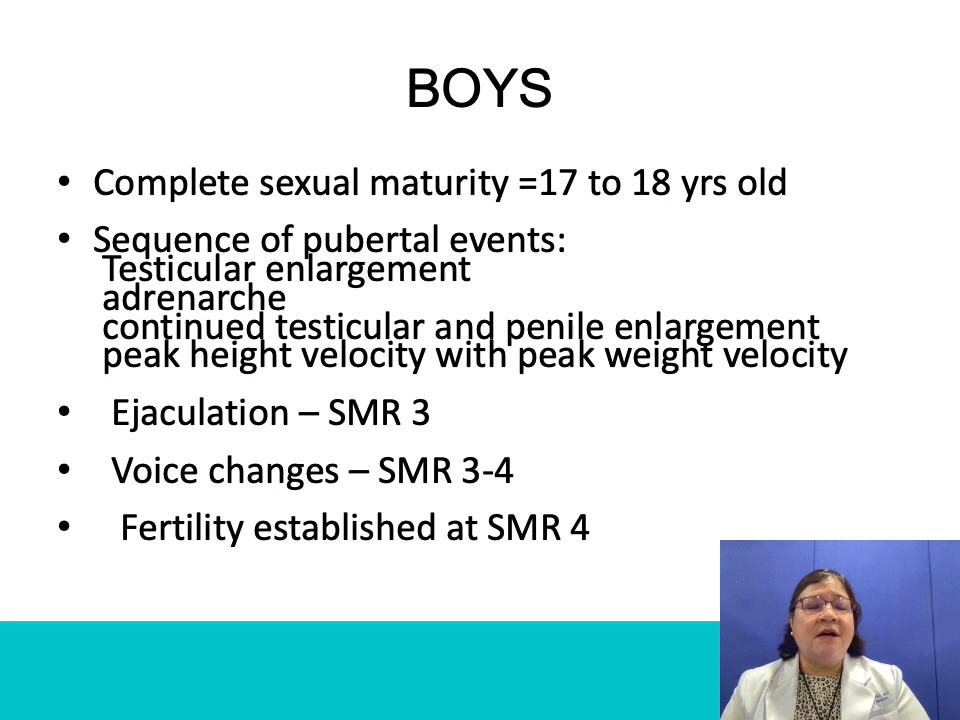 BOYS
• Complete sexual maturity =17 to 18 yrs old
• Sequence of pubertal events:
Testicular enlargement
adrenarche
continued testicular and penile enlargement
peak height velocity with peak weight velocity
• Ejaculation – SMR 3
• Voice changes – SMR 3-4
• Fertility established at SMR 4